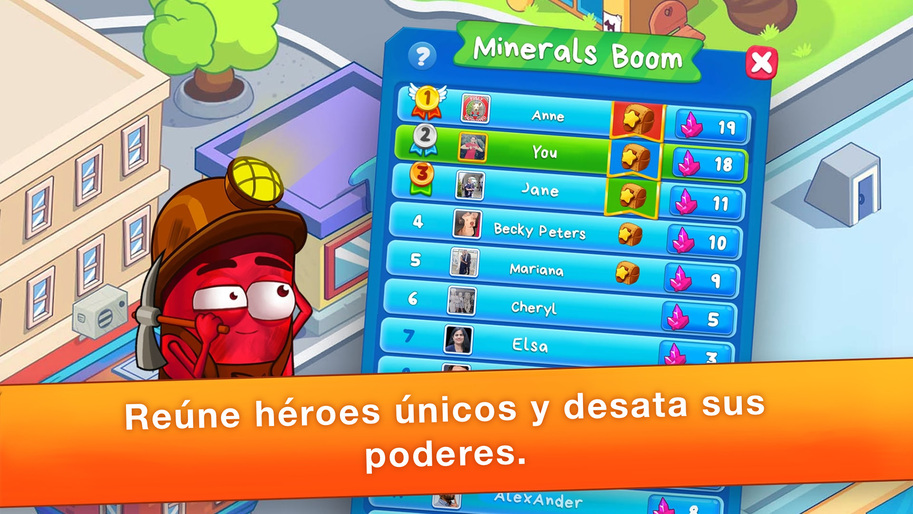 ?
Minerals Boom
X
1 Anne 19
2 You 18
3 Jane 11
4 Becky Peters 10
5 Mariana 9
6 Cheryl 5
7 Elsa 3
Reúne héroes únicos y desata sus
poderes.
AlexAnder 8